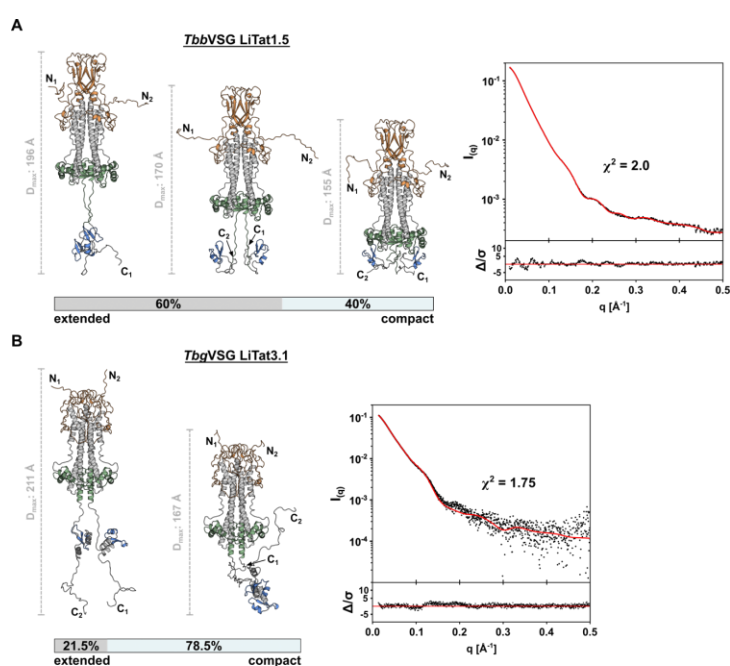 A
TbbVSG LiTat1.5
Dmax: 196 Å
N1
N2
C1
Dmax: 170 Å
N1
N2
C2
C1
Dmax: 155 Å
N1
N2
C2
C1
60%
40%
extended
compact
I(q)
10⁻¹
10⁻²
10⁻³
χ² = 2.0
Δ/σ
10
5
0
-5
0.0 0.1 0.2 0.3 0.4 0.5
q [Å⁻¹]
B
TbgVSG LiTat3.1
Dmax: 211 Å
N1
N2
C2
C1
Dmax: 167 Å
N1
N2
C2
C1
21.5%
78.5%
extended
compact
I(q)
10⁻¹
10⁻²
10⁻³
10⁻⁴
χ² = 1.75
Δ/σ
5
0
-5
0.0 0.1 0.2 0.3 0.4 0.5
q [Å⁻¹]